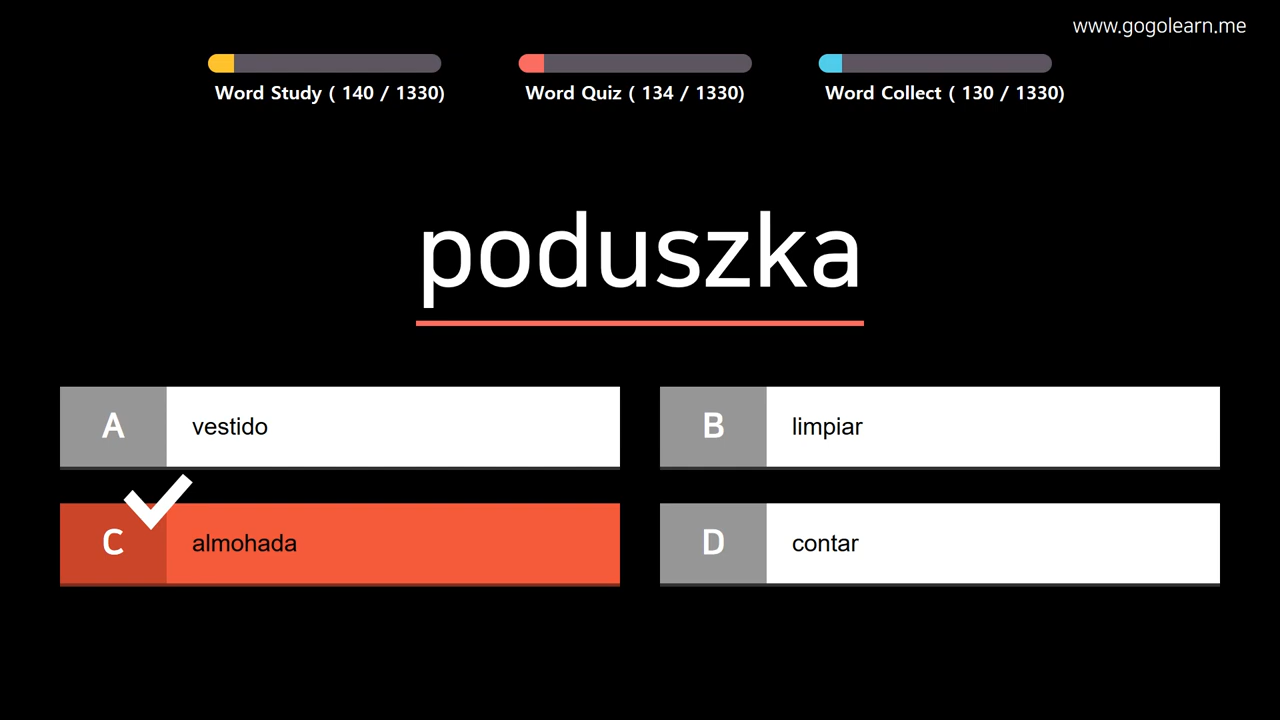 www.gogolearn.me
Word Study ( 140 / 1330)
Word Quiz ( 134 / 1330)
Word Collect ( 130 / 1330)
poduszka
A vestido
B limpiar
C almohada
D contar